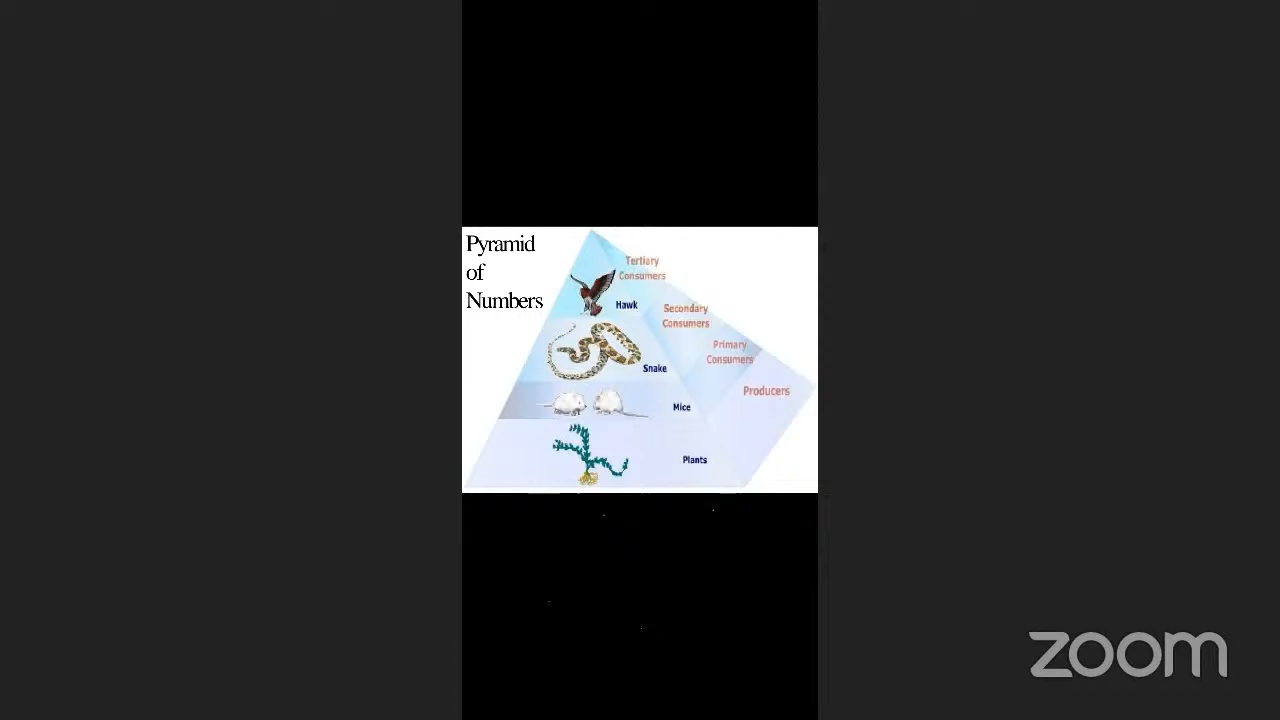 Pyramid
of
Numbers
Tertiary
Consumers
Hawk
Secondary
Consumers
Primary
Consumers
Snake
Producers
Mice
Plants
zoom